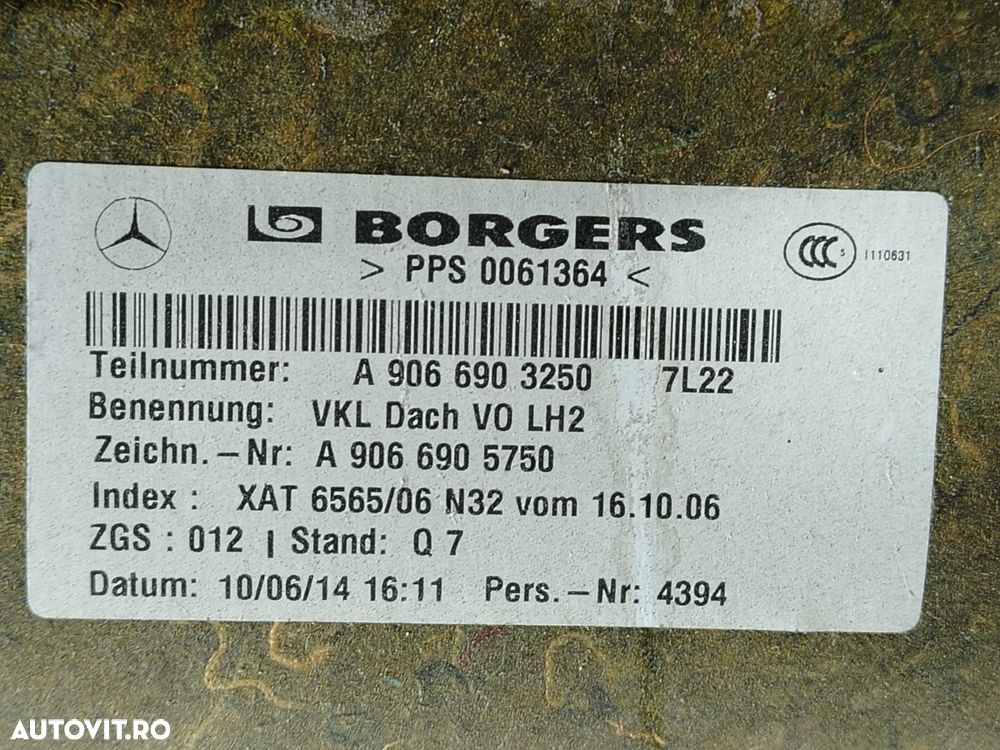 BORGERS
> PPS 0061364 <
CCC S I110631
Teilnummer: A 906 690 3250 7L22
Benennung: VKL Dach VO LH2
Zeichn.-Nr: A 906 690 5750
Index : XAT 6565/06 N32 vom 16.10.06
ZGS : 012 | Stand: Q 7
Datum: 10/06/14 16:11 Pers.-Nr: 4394
AUTOVIT.RO